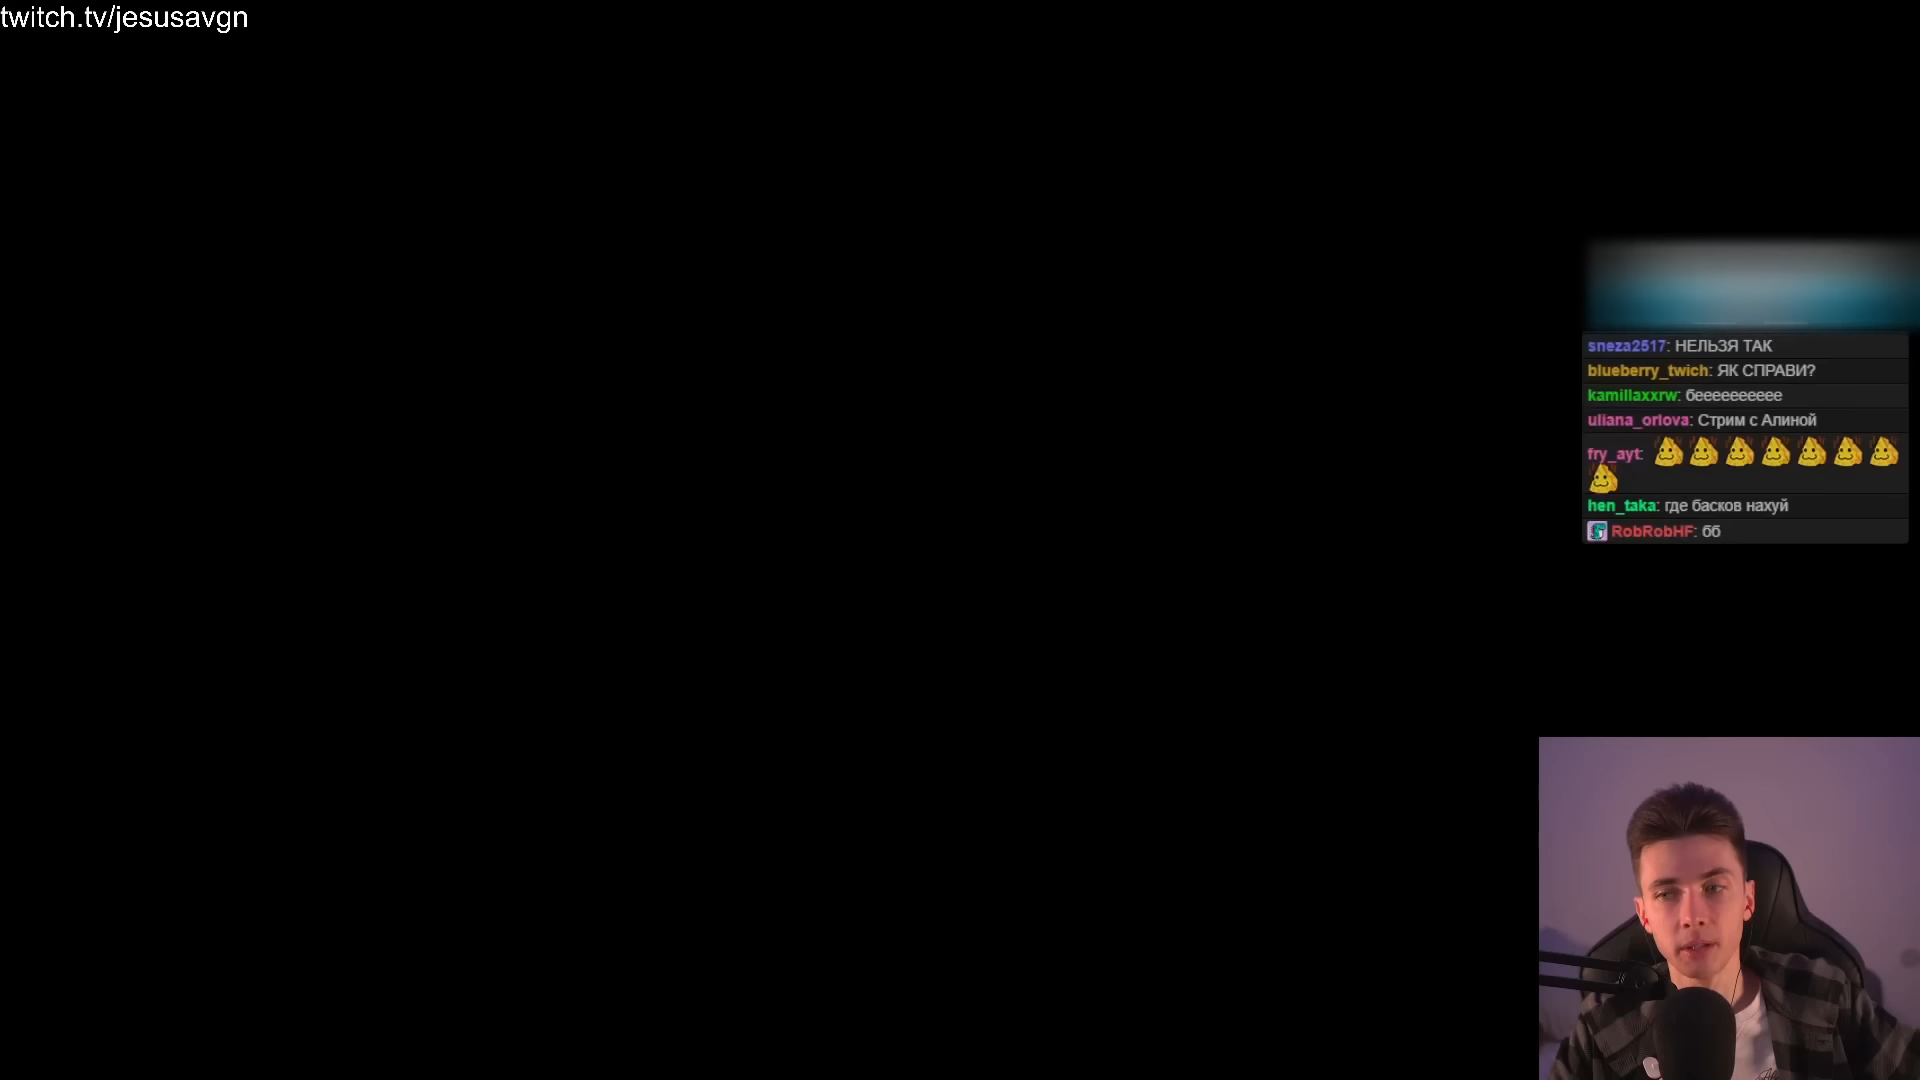 twitch.tv/jesusavgn
sneza2517: НЕЛЬЗЯ ТАК
blueberry_twich: ЯК СПРАВИ?
kamillaxxrw: бееeeeeeeee
uliana_orlova: Стрим с Алиной
fry_ayt:
hen_taka: где басков нахуй
RobRobHF: бб